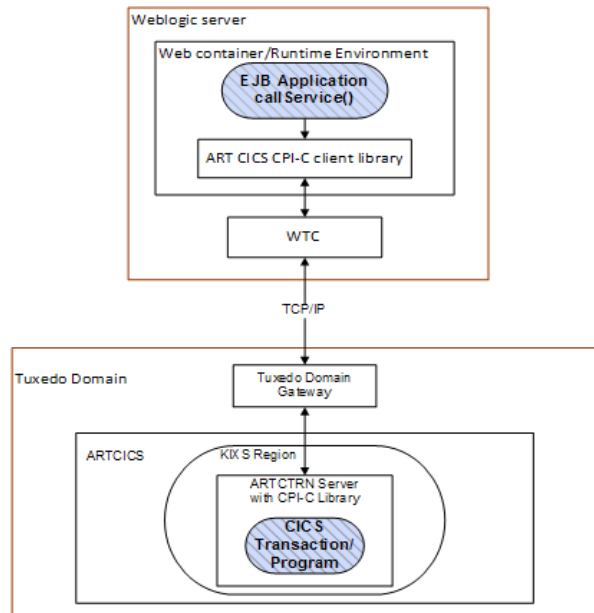 Weblogic server
Web container/Runtime Environment
EJB Application
callService()
ART CICS CPI-C client library
WTC
TCP/IP
Tuxedo Domain
Tuxedo Domain
Gateway
ARTCICS
KIXS Region
ARTCTRN Server
with CPI-C Library
CICS
Transaction/
Program